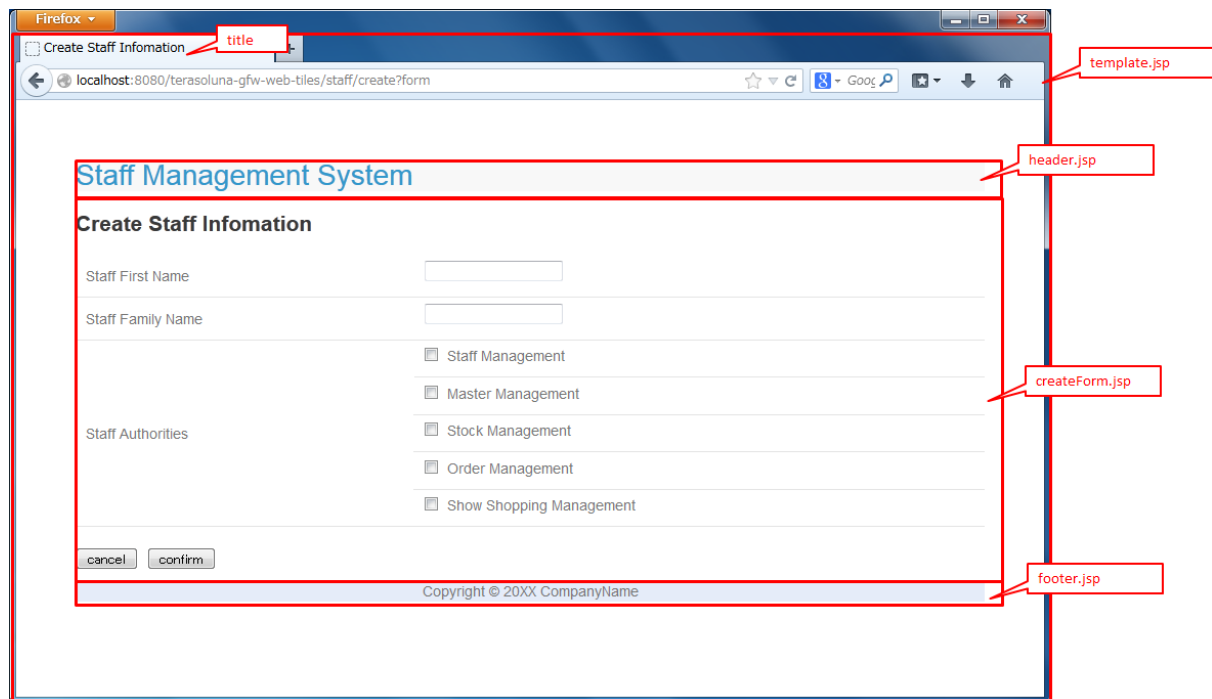 Firefox
Create Staff Infomation
title
localhost:8080/terasoluna-gfw-web-tiles/staff/create?form
template.jsp
header.jsp
Staff Management System
Create Staff Infomation
Staff First Name
Staff Family Name
Staff Management
Master Management
createForm.jsp
Staff Authorities
Stock Management
Order Management
Show Shopping Management
cancel confirm
footer.jsp
Copyright © 20XX CompanyName